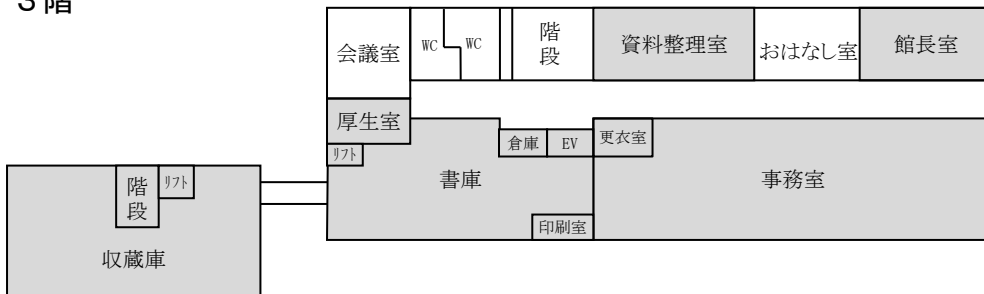 3階
会議室
WC
WC
階段
資料整理室
おはなし室
館長室
厚生室
リフト
倉庫
EV
更衣室
書庫
事務室
階段
リフト
印刷室
収蔵庫